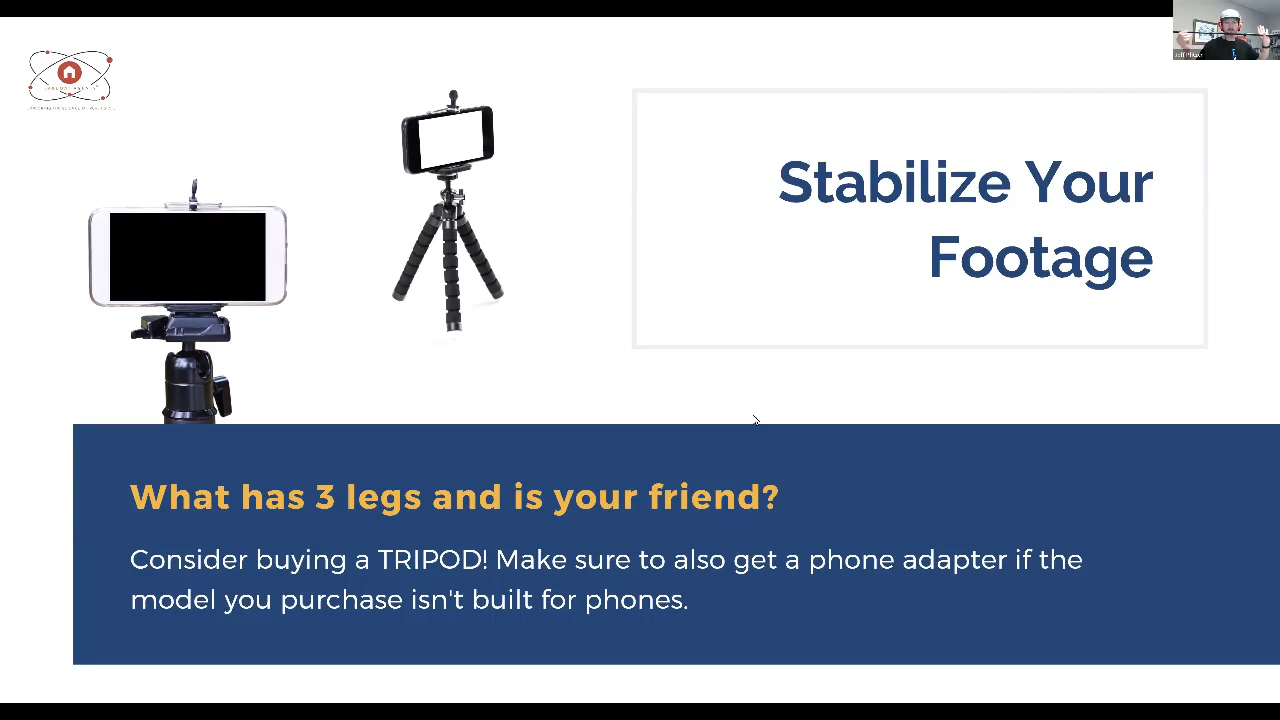 Stabilize Your
Footage
What has 3 legs and is your friend?
Consider buying a TRIPOD! Make sure to also get a phone adapter if the
model you purchase isn't built for phones.